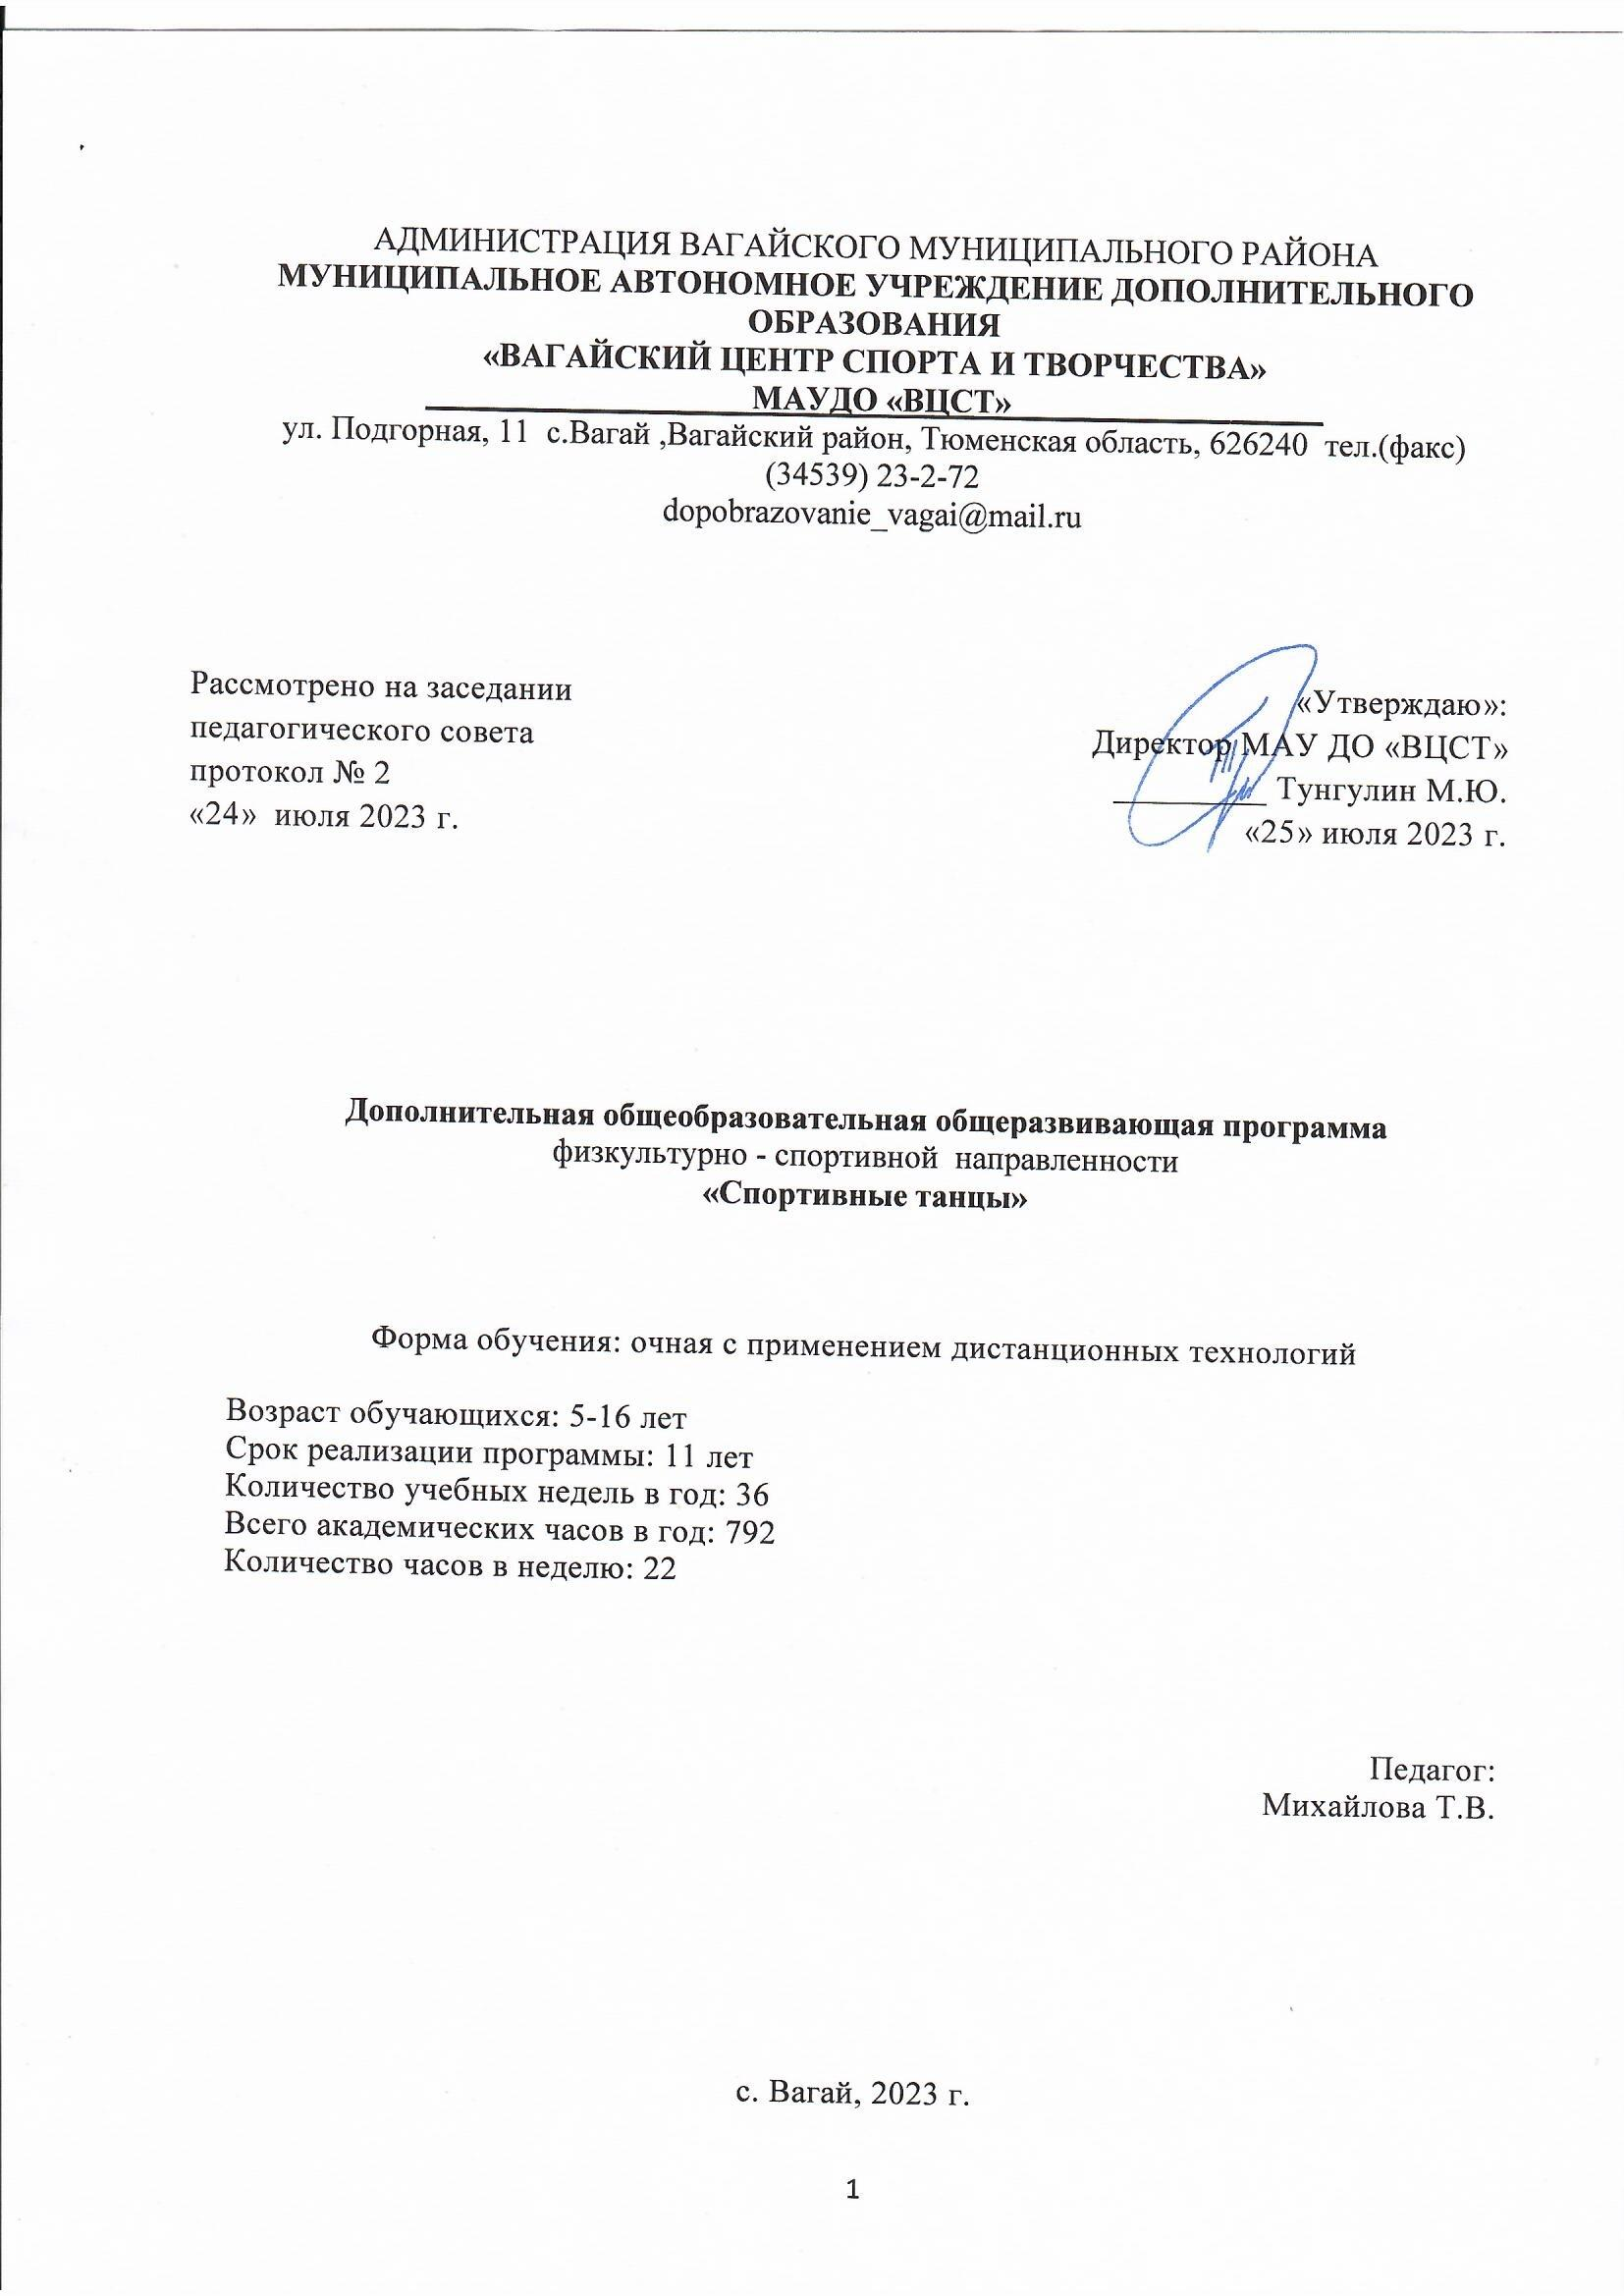 АДМИНИСТРАЦИЯ ВАГАЙСКОГО МУНИЦИПАЛЬНОГО РАЙОНА
МУНИЦИПАЛЬНОЕ АВТОНОМНОЕ УЧРЕЖДЕНИЕ ДОПОЛНИТЕЛЬНОГО
ОБРАЗОВАНИЯ
«ВАГАЙСКИЙ ЦЕНТР СПОРТА И ТВОРЧЕСТВА»
МАУДО «ВЦСТ»
ул. Подгорная, 11 с.Вагай ,Вагайский район, Тюменская область, 626240 тел.(факс)
(34539) 23-2-72
dopobrazovanie_vagai@mail.ru
Рассмотрено на заседании
педагогического совета
протокол № 2
«24» июля 2023 г.
«Утверждаю»:
Директор МАУ ДО «ВЦСТ»
_________ Тунгулин М.Ю.
«25» июля 2023 г.
Дополнительная общеобразовательная общеразвивающая программа
физкультурно - спортивной направленности
«Спортивные танцы»
Форма обучения: очная с применением дистанционных технологий
Возраст обучающихся: 5-16 лет
Срок реализации программы: 11 лет
Количество учебных недель в год: 36
Всего академических часов в год: 792
Количество часов в неделю: 22
Педагог:
Михайлова Т.В.
с. Вагай, 2023 г.
1